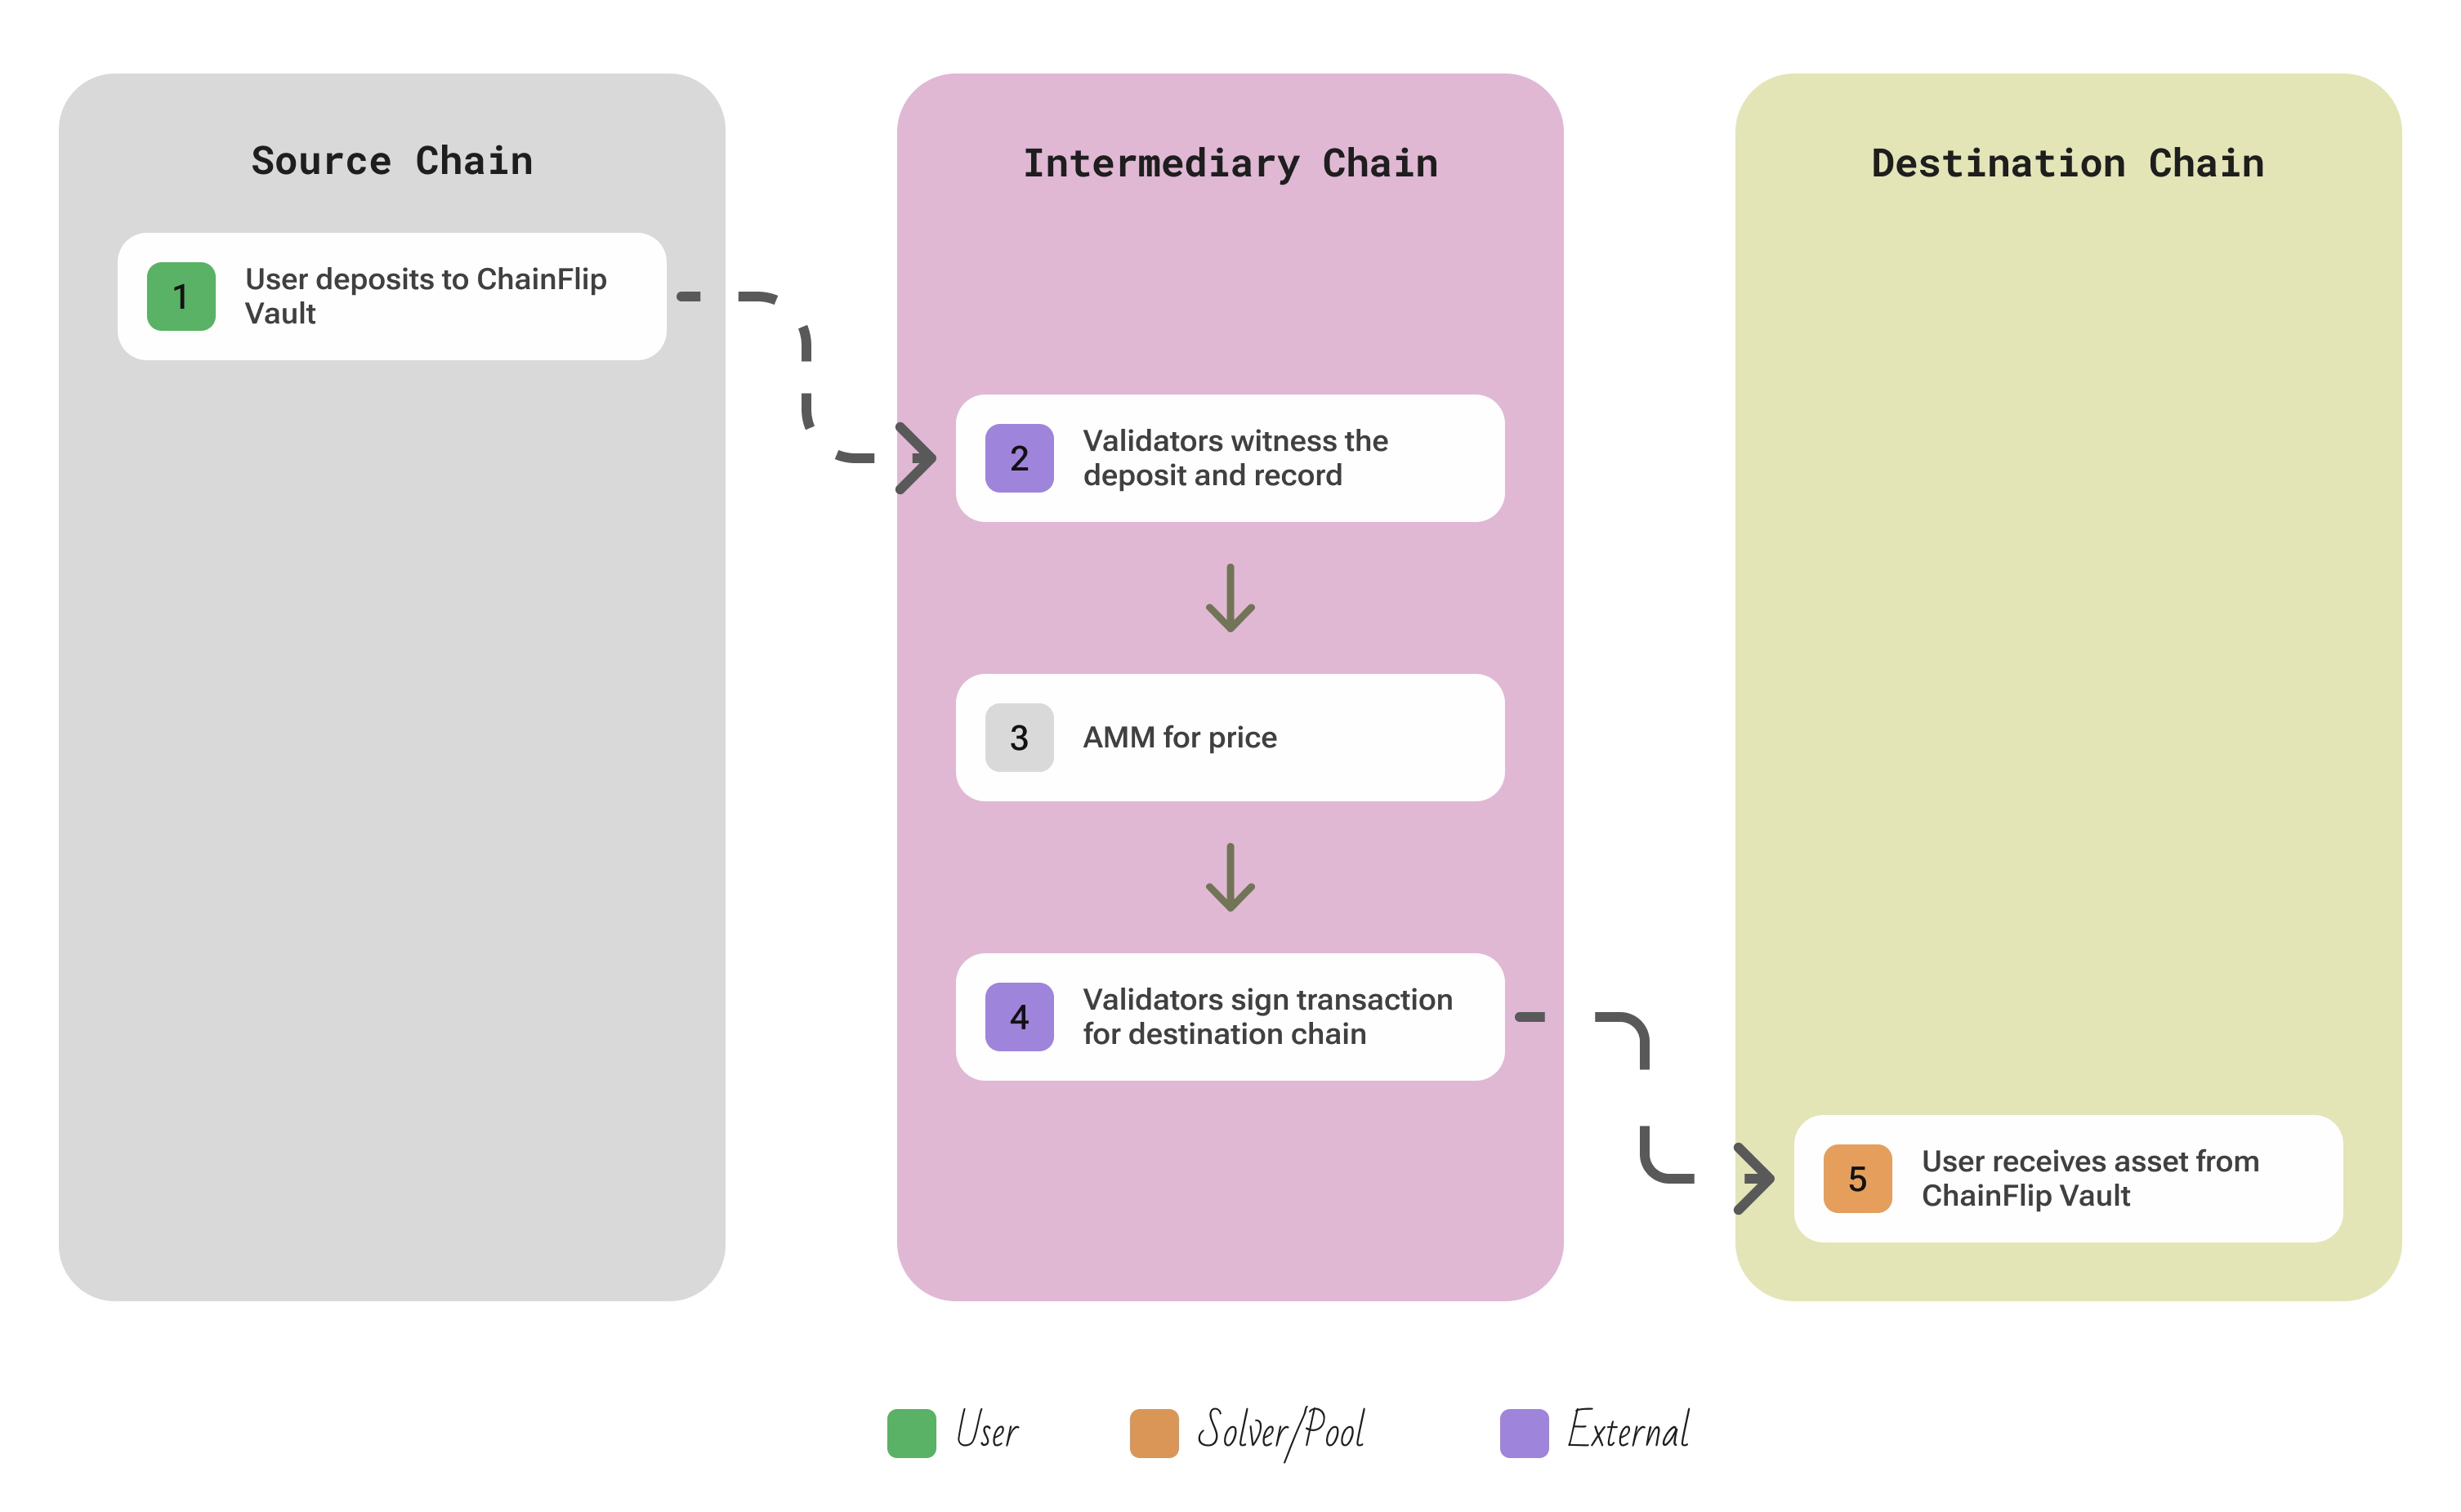 Source Chain
Intermediary Chain
Destination Chain
1
User deposits to ChainFlip
Vault
2
Validators witness the
deposit and record
3
AMM for price
4
Validators sign transaction
for destination chain
5
User receives asset from
ChainFlip Vault
User
Solver/Pool
External